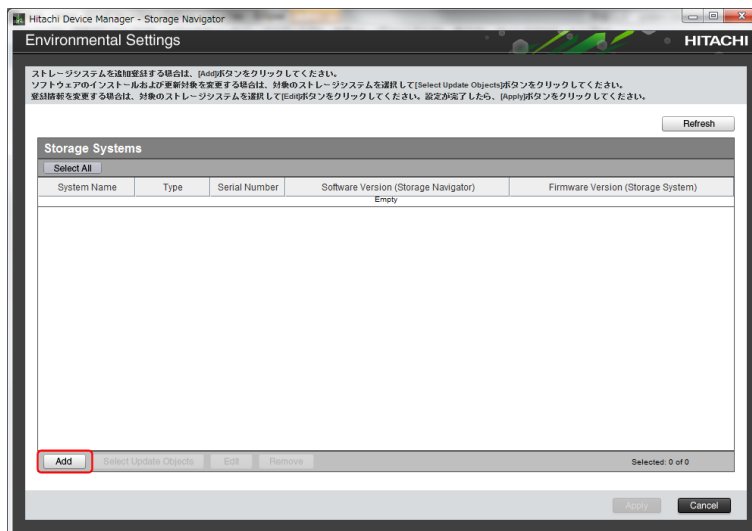 Hitachi Device Manager - Storage Navigator
Environmental Settings
HITACHI
ストレージシステムを追加登録する場合は、[Add]ボタンをクリックしてください。
ソフトウェアのインストールおよび更新対象を変更する場合は、対象のストレージシステムを選択して[Select Update Objects]ボタンをクリックしてください。
登録情報を変更する場合は、対象のストレージシステムを選択して[Edit]ボタンをクリックしてください。設定が完了したら、[Apply]ボタンをクリックしてください。
Refresh
Storage Systems
Select All
System Name Type Serial Number Software Version (Storage Navigator) Firmware Version (Storage System)
Empty
Add Select Update Objects Edit Remove Selected: 0 of 0
Apply Cancel